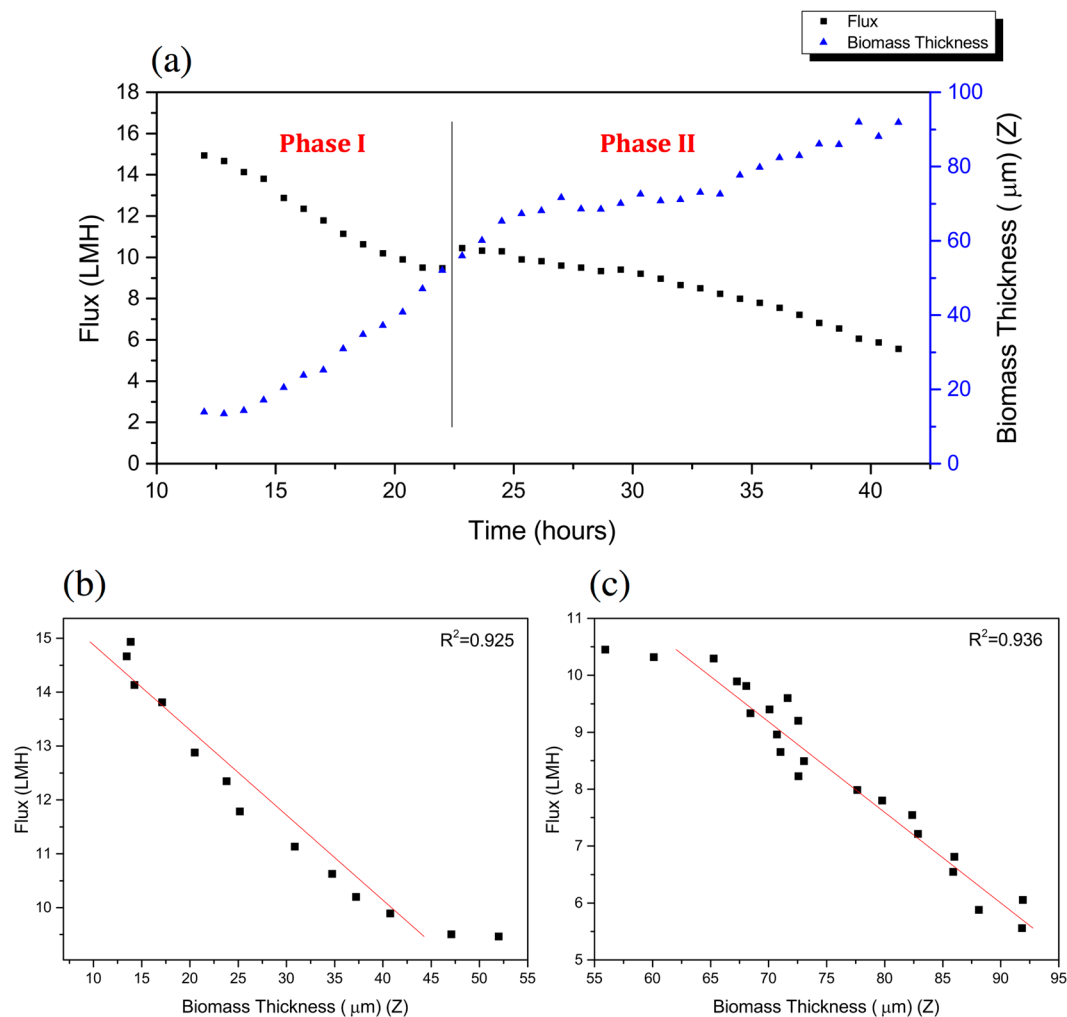 Flux
Biomass Thickness
(a)
Phase I
Phase II
18
16
14
12
10
8
6
4
2
0
Flux (LMH)
100
80
60
40
20
0
Biomass Thickness ( μm) (Z)
10 15 20 25 30 35 40
Time (hours)
(b)
R²=0.925
15
14
13
12
11
10
Flux (LMH)
10 15 20 25 30 35 40 45 50 55
Biomass Thickness ( μm) (Z)
(c)
R²=0.936
11
10
9
8
7
6
5
Flux (LMH)
55 60 65 70 75 80 85 90 95
Biomass Thickness ( μm) (Z)